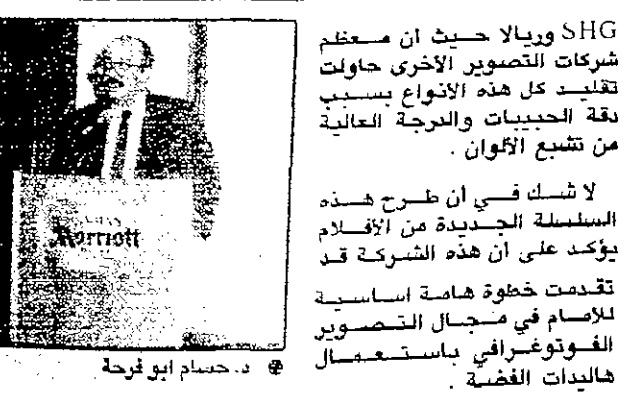 SHG وريالا حيث ان معظم
شركات التصوير الاخرى حاولت
تقليد كل هذه الانواع بسبب
دقة الحبيبات والدرجة العالية
من تشبع الألوان .
لا شك في أن طرح هذه
السلسلة الجديدة من الأفلام
يؤكد على ان هذه الشركة قد
تقدمت خطوة هامة اساسية
للامام في مجال التصوير
الفوتوغرافي باستعمال
هاليدات الفضة .
Marriott
د. حسام ابو فرحة